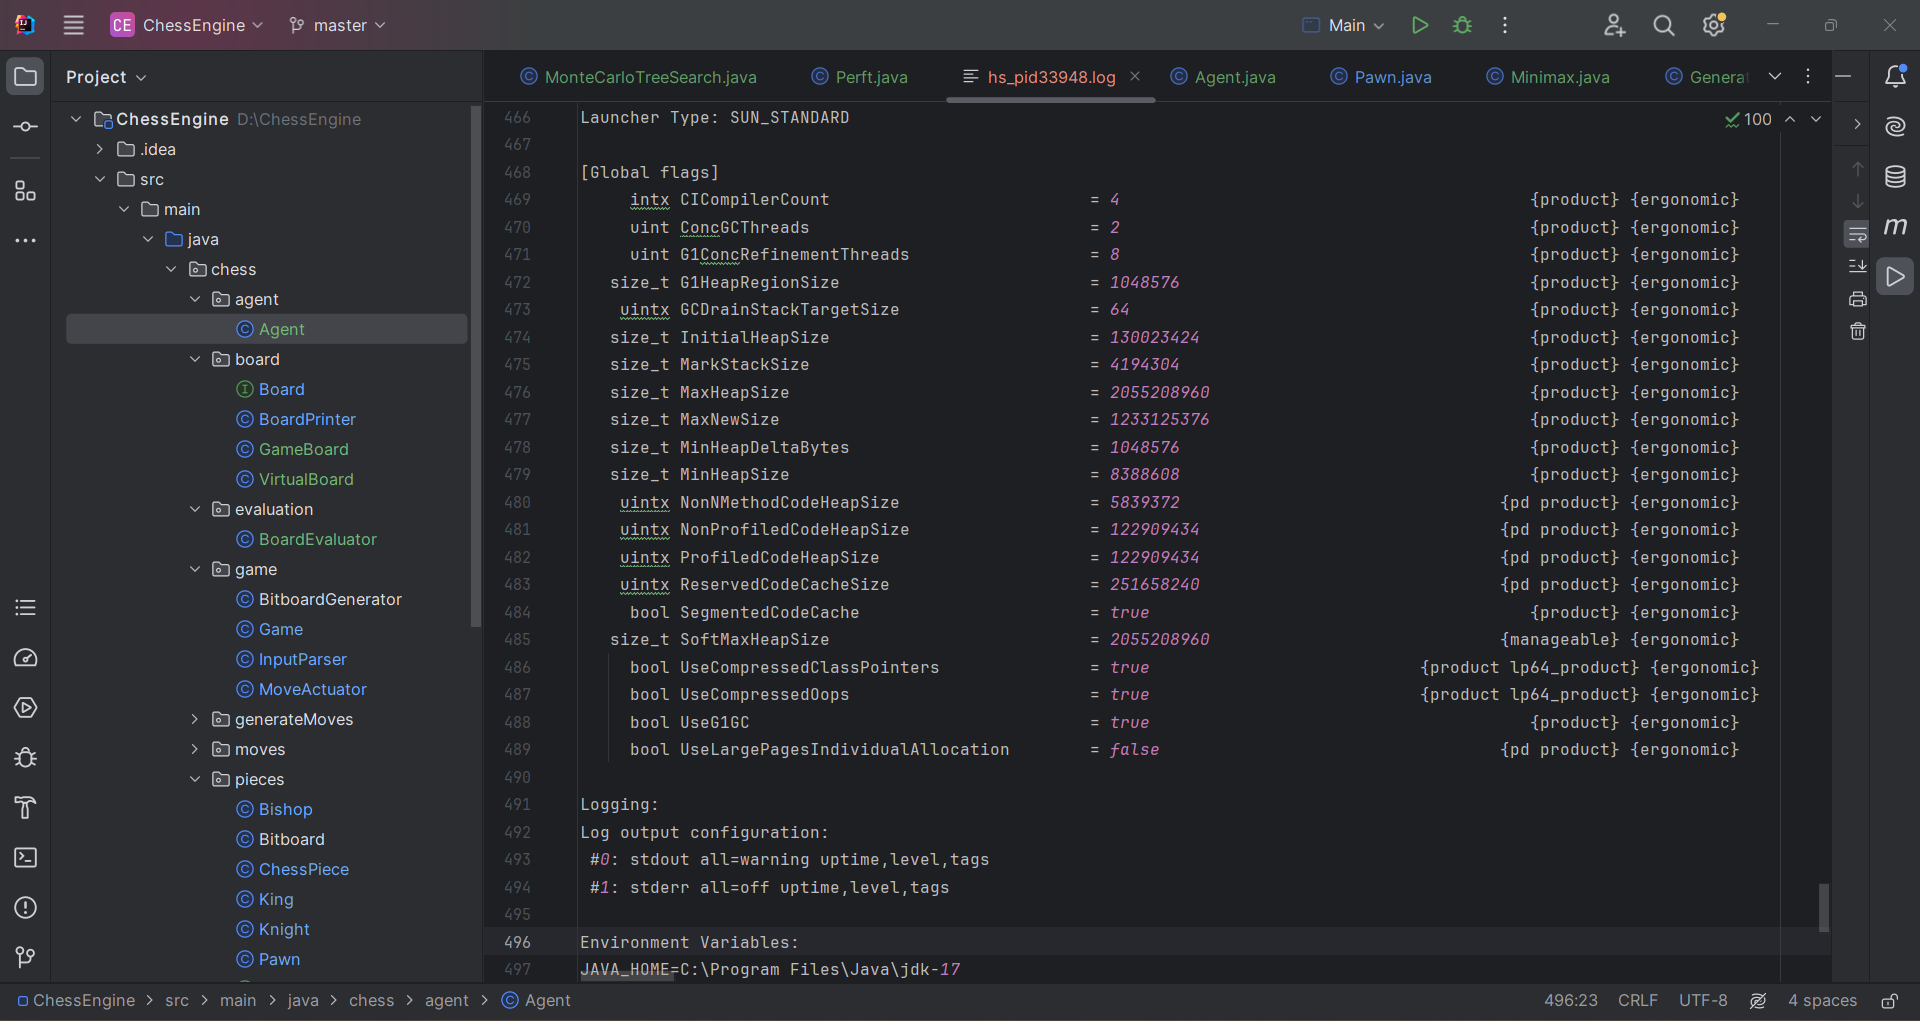 CE ChessEngine master Main
Project
MonteCarloTreeSearch.java Perft.java hs_pid33948.log Agent.java Pawn.java Minimax.java Genera
ChessEngine D:\ChessEngine
.idea
src
main
java
chess
agent
Agent
board
Board
BoardPrinter
GameBoard
VirtualBoard
evaluation
BoardEvaluator
game
BitboardGenerator
Game
InputParser
MoveActuator
generateMoves
moves
pieces
Bishop
Bitboard
ChessPiece
King
Knight
Pawn
100
466 Launcher Type: SUN_STANDARD
467
468 [Global flags]
469 intx CICompilerCount = 4 {product} {ergonomic}
470 uint ConcGCThreads = 2 {product} {ergonomic}
471 uint G1ConcRefinementThreads = 8 {product} {ergonomic}
472 size_t G1HeapRegionSize = 1048576 {product} {ergonomic}
473 uintx GCDrainStackTargetSize = 64 {product} {ergonomic}
474 size_t InitialHeapSize = 130023424 {product} {ergonomic}
475 size_t MarkStackSize = 4194304 {product} {ergonomic}
476 size_t MaxHeapSize = 2055208960 {product} {ergonomic}
477 size_t MaxNewSize = 1233125376 {product} {ergonomic}
478 size_t MinHeapDeltaBytes = 1048576 {product} {ergonomic}
479 size_t MinHeapSize = 8388608 {product} {ergonomic}
480 uintx NonNMethodCodeHeapSize = 5839372 {pd product} {ergonomic}
481 uintx NonProfiledCodeHeapSize = 122909434 {pd product} {ergonomic}
482 uintx ProfiledCodeHeapSize = 122909434 {pd product} {ergonomic}
483 uintx ReservedCodeCacheSize = 251658240 {pd product} {ergonomic}
484 bool SegmentedCodeCache = true {product} {ergonomic}
485 size_t SoftMaxHeapSize = 2055208960 {manageable} {ergonomic}
486 bool UseCompressedClassPointers = true {product lp64_product} {ergonomic}
487 bool UseCompressedOops = true {product lp64_product} {ergonomic}
488 bool UseG1GC = true {product} {ergonomic}
489 bool UseLargePagesIndividualAllocation = false {pd product} {ergonomic}
490
491 Logging:
492 Log output configuration:
493 #0: stdout all=warning uptime,level,tags
494 #1: stderr all=off uptime,level,tags
495
496 Environment Variables:
497 JAVA_HOME=C:\Program Files\Java\jdk-17
ChessEngine > src > main > java > chess > agent > Agent 496:23 CRLF UTF-8 4 spaces